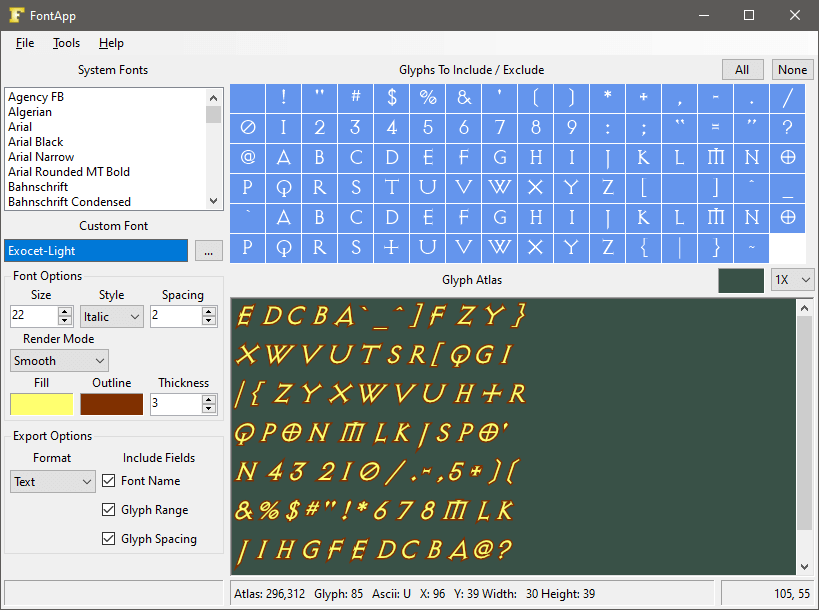 FontApp
File Tools Help
System Fonts
Agency FB
Algerian
Arial
Arial Black
Arial Narrow
Arial Rounded MT Bold
Bahnschrift
Bahnschrift Condensed
Custom Font
Exocet-Light ...
Font Options
Size Style Spacing
22 Italic 2
Render Mode
Smooth
Fill Outline Thickness
3
Export Options
Format Include Fields
Text Font Name
Glyph Range
Glyph Spacing
Glyphs To Include / Exclude All None
! " # $ % & ' ( ) * + , - . /
0 1 2 3 4 5 6 7 8 9 : ; “ = ” ?
@ A B C D E F G H I J K L M N O
P Q R S T U V W X Y Z [ ] ^ _
` A B C D E F G H I J K L M N O
P Q R S T U V W X Y Z { | } ~
Glyph Atlas 1X
E D C B A ` _ ^ ] F Z Y }
X W V U T S R [ Q G I
| { Z Y X W V U H T R
Q P O N M L K J S P O '
N 4 3 2 1 0 / . - , 5 + ) (
& % $ # " ! * 6 7 8 M L K
J I H G F E D C B A @ ?
Atlas: 296,312 Glyph: 85 Ascii: U X: 96 Y: 39 Width: 30 Height: 39
105, 55